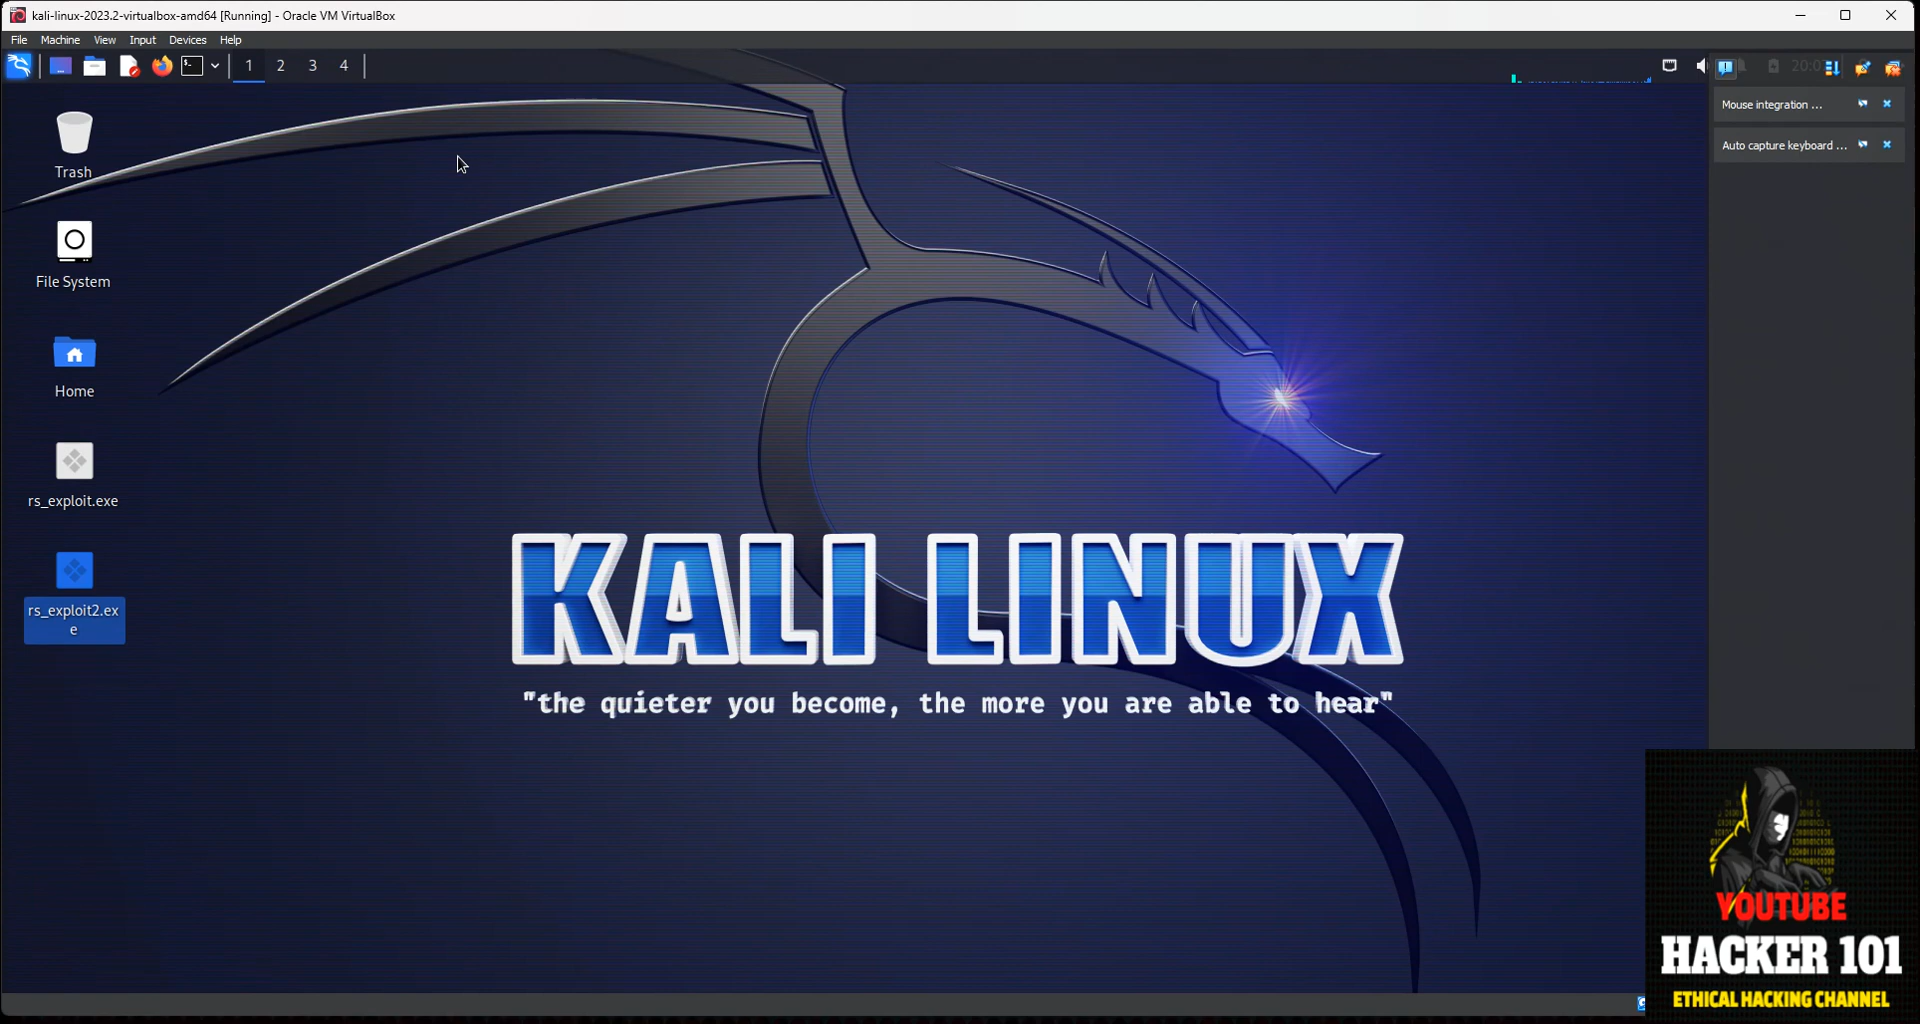 kali-linux-2023.2-virtualbox-amd64 [Running] - Oracle VM VirtualBox
File Machine View Input Devices Help
1 2 3 4
20:0
Mouse integration ...
Auto capture keyboard ...
Trash
File System
Home
rs_exploit.exe
rs_exploit2.ex
e
KALI LINUX
"the quieter you become, the more you are able to hear"
YOUTUBE
HACKER 101
ETHICAL HACKING CHANNEL